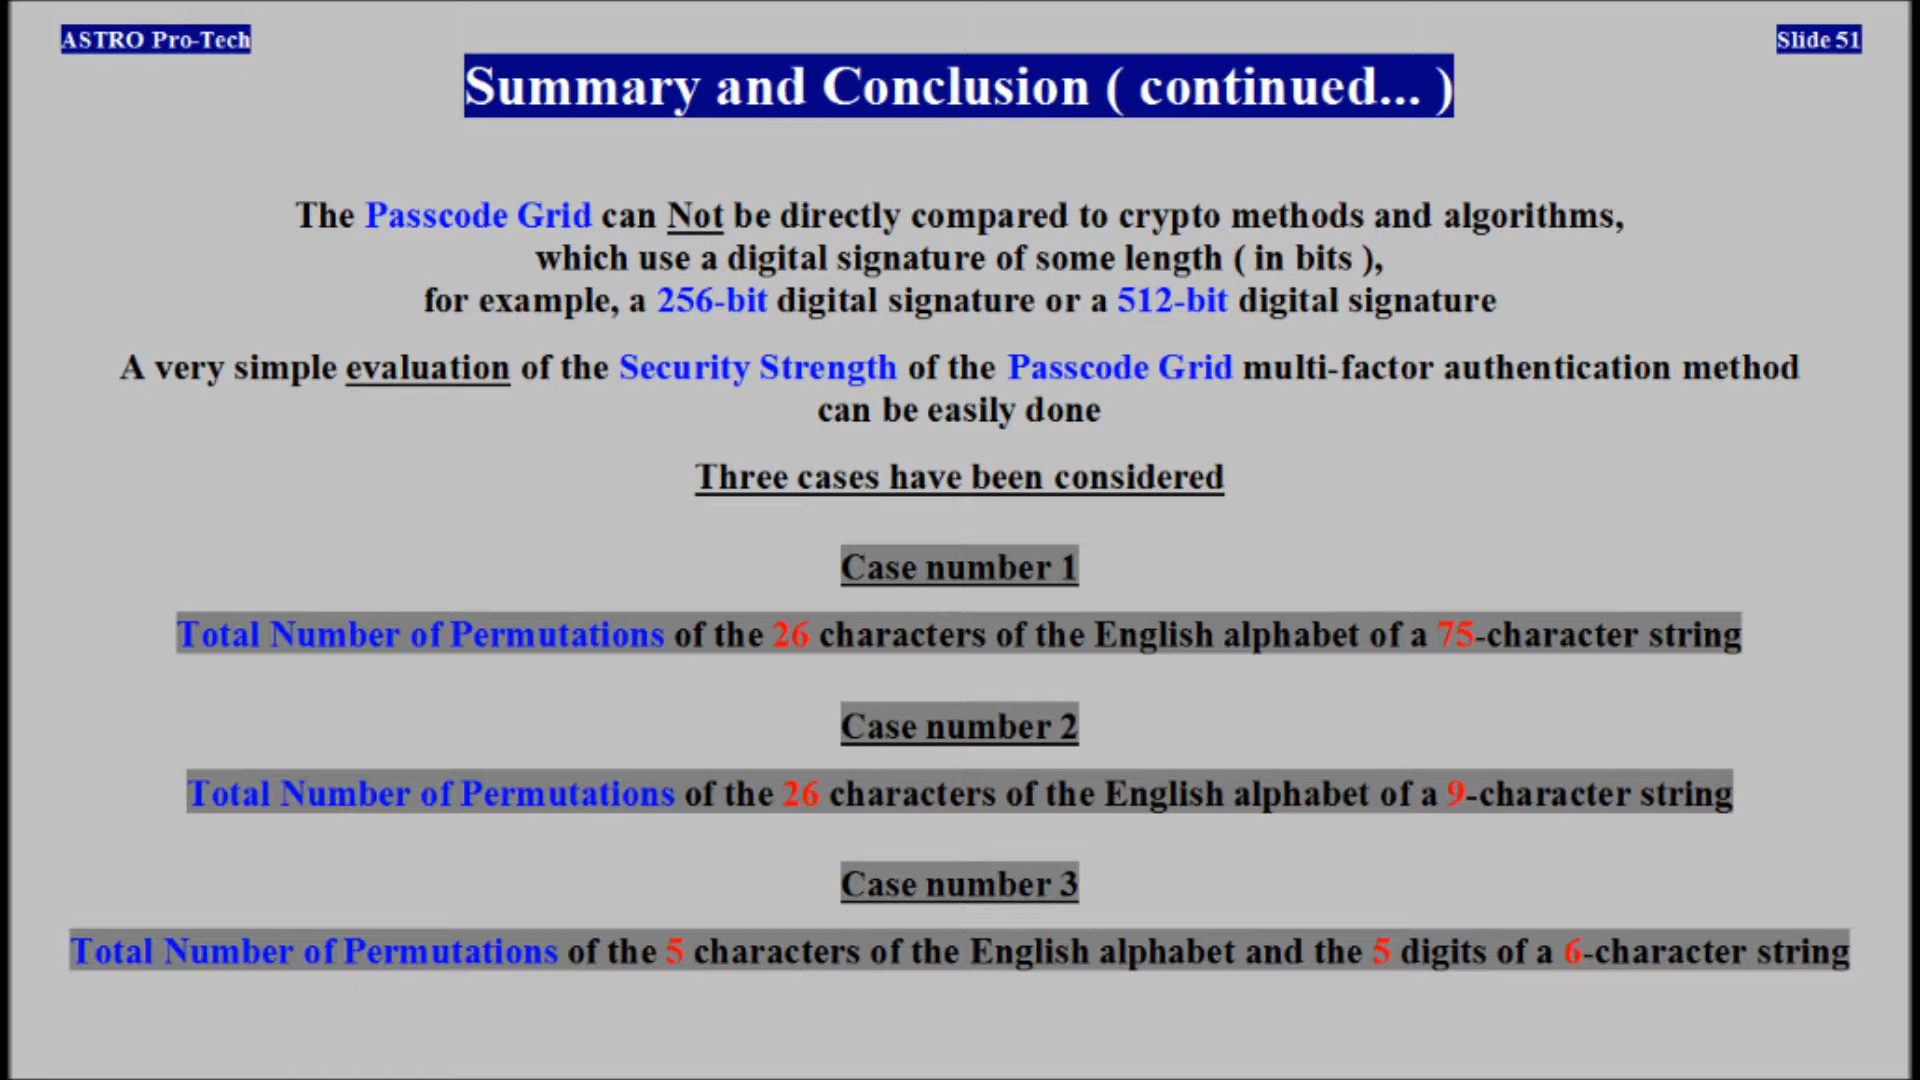 ASTRO Pro-Tech
Slide 51
Summary and Conclusion ( continued... )
The Passcode Grid can Not be directly compared to crypto methods and algorithms,
which use a digital signature of some length ( in bits ),
for example, a 256-bit digital signature or a 512-bit digital signature
A very simple evaluation of the Security Strength of the Passcode Grid multi-factor authentication method
can be easily done
Three cases have been considered
Case number 1
Total Number of Permutations of the 26 characters of the English alphabet of a 75-character string
Case number 2
Total Number of Permutations of the 26 characters of the English alphabet of a 9-character string
Case number 3
Total Number of Permutations of the 5 characters of the English alphabet and the 5 digits of a 6-character string